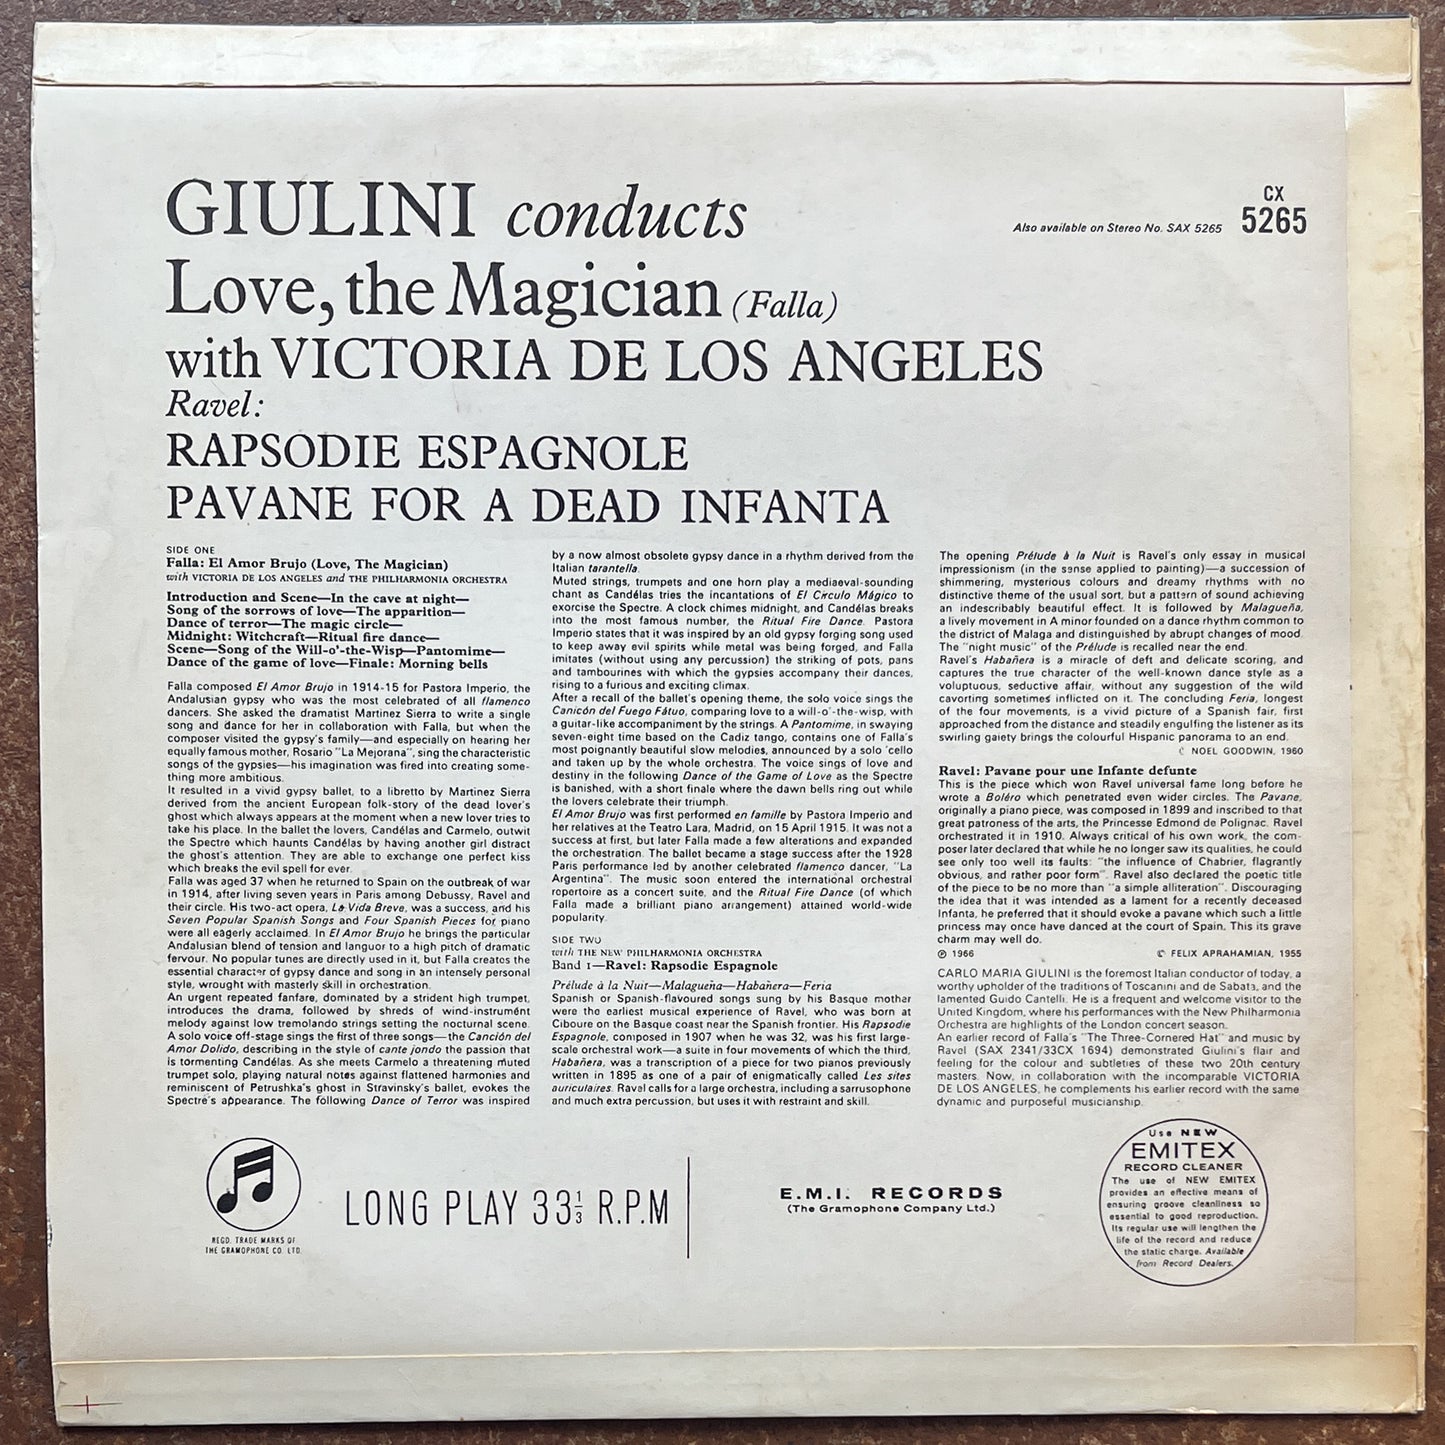 GIULINI conducts
CX
Also available on Stereo No. SAX 5265 5265
Love, the Magician (Falla)
with VICTORIA DE LOS ANGELES
Ravel:
RAPSODIE ESPAGNOLE
PAVANE FOR A DEAD INFANTA
SIDE ONE
Falla: El Amor Brujo (Love, The Magician)
with VICTORIA DE LOS ANGELES and THE PHILHARMONIA ORCHESTRA
Introduction and Scene—In the cave at night—
Song of the sorrows of love—The apparition—
Dance of terror—The magic circle—
Midnight: Witchcraft—Ritual fire dance—
Scene—Song of the Will-o'-the-Wisp—Pantomime—
Dance of the game of love—Finale: Morning bells
Falla composed El Amor Brujo in 1914-15 for Pastora Imperio, the
Andalusian gypsy who was the most celebrated of all flamenco
dancers. She asked the dramatist Martinez Sierra to write a single
song and dance for her in collaboration with Falla, but when the
composer visited the gypsy's family—and especially on hearing her
equally famous mother, Rosario "La Mejorana", sing the characteristic
songs of the gypsies—his imagination was fired into creating some-
thing more ambitious.
It resulted in a vivid gypsy ballet, to a libretto by Martinez Sierra
derived from the ancient European folk-story of the dead lover's
ghost which always appears at the moment when a new lover tries to
take his place. In the ballet the lovers, Candélas and Carmelo, outwit
the Spectre which haunts Candélas by having another girl distract
the ghost's attention. They are able to exchange one perfect kiss
which breaks the evil spell for ever.
Falla was aged 37 when he returned to Spain on the outbreak of war
in 1914, after living seven years in Paris among Debussy, Ravel and
their circle. His two-act opera, La Vida Breve, was a success, and his
Seven Popular Spanish Songs and Four Spanish Pieces for piano
were all eagerly acclaimed. In El Amor Brujo he brings the particular
Andalusian blend of tension and languor to a high pitch of dramatic
fervour. No popular tunes are directly used in it, but Falla creates the
essential character of gypsy dance and song in an intensely personal
style, wrought with masterly skill in orchestration.
An urgent repeated fanfare, dominated by a strident high trumpet,
introduces the drama, followed by shreds of wind-instrument
melody against low tremolando strings setting the nocturnal scene.
A solo voice off-stage sings the first of three songs—the Canción del
Amor Dolido, describing in the style of cante jondo the passion that
is tormenting Candélas. As she meets Carmelo a threatening muted
trumpet solo, playing natural notes against flattened harmonies and
reminiscent of Petrushka's ghost in Stravinsky's ballet, evokes the
Spectre's appearance. The following Dance of Terror was inspired
by a now almost obsolete gypsy dance in a rhythm derived from the
Italian tarantella.
Muted strings, trumpets and one horn play a mediaeval-sounding
chant as Candélas tries the incantations of El Circulo Mágico to
exorcise the Spectre. A clock chimes midnight, and Candélas breaks
into the most famous number, the Ritual Fire Dance. Pastora
Imperio states that it was inspired by an old gypsy forging song used
to keep away evil spirits while metal was being forged, and Falla
imitates (without using any percussion) the striking of pots, pans
and tambourines with which the gypsies accompany their dances,
rising to a furious and exciting climax.
After a recall of the ballet's opening theme, the solo voice sings the
Canicón del Fuego Fátuo, comparing love to a will-o'-the-wisp, with
a guitar-like accompaniment by the strings. A Pantomime, in swaying
seven-eight time based on the Cadiz tango, contains one of Falla's
most poignantly beautiful slow melodies, announced by a solo 'cello
and taken up by the whole orchestra. The voice sings of love and
destiny in the following Dance of the Game of Love as the Spectre
is banished, with a short finale where the dawn bells ring out while
the lovers celebrate their triumph.
El Amor Brujo was first performed en famille by Pastora Imperio and
her relatives at the Teatro Lara, Madrid, on 15 April 1915. It was not a
success at first, but later Falla made a few alterations and expanded
the orchestration. The ballet became a stage success after the 1928
Paris performance led by another celebrated flamenco dancer, "La
Argentina". The music soon entered the international orchestral
repertoire as a concert suite, and the Ritual Fire Dance (of which
Falla made a brilliant piano arrangement) attained world-wide
popularity.
SIDE TWO
with THE NEW PHILHARMONIA ORCHESTRA
Band 1—Ravel: Rapsodie Espagnole
Prélude à la Nuit—Malagueña—Habañera—Feria
Spanish or Spanish-flavoured songs sung by his Basque mother
were the earliest musical experience of Ravel, who was born at
Ciboure on the Basque coast near the Spanish frontier. His Rapsodie
Espagnole, composed in 1907 when he was 32, was his first large-
scale orchestral work—a suite in four movements of which the third,
Habañera, was a transcription of a piece for two pianos previously
written in 1895 as one of a pair of enigmatically called Les sites
auriculaires. Ravel calls for a large orchestra, including a sarrusophone
and much extra percussion, but uses it with restraint and skill.
The opening Prélude à la Nuit is Ravel's only essay in musical
impressionism (in the sense applied to painting)—a succession of
shimmering, mysterious colours and dreamy rhythms with no
distinctive theme of the usual sort, but a pattern of sound achieving
an indescribably beautiful effect. It is followed by Malagueña,
a lively movement in A minor founded on a dance rhythm common to
the district of Malaga and distinguished by abrupt changes of mood.
The "night music" of the Prélude is recalled near the end.
Ravel's Habañera is a miracle of deft and delicate scoring, and
captures the true character of the well-known dance style as a
voluptuous, seductive affair, without any suggestion of the wild
cavorting sometimes inflicted on it. The concluding Feria, longest
of the four movements, is a vivid picture of a Spanish fair, first
approached from the distance and steadily engulfing the listener as its
swirling gaiety brings the colourful Hispanic panorama to an end.
© NOEL GOODWIN, 1960
Ravel: Pavane pour une Infante defunte
This is the piece which won Ravel universal fame long before he
wrote a Boléro which penetrated even wider circles. The Pavane,
originally a piano piece, was composed in 1899 and inscribed to that
great patroness of the arts, the Princesse Edmond de Polignac. Ravel
orchestrated it in 1910. Always critical of his own work, the com-
poser later declared that while he no longer saw its qualities, he could
see only too well its faults: "the influence of Chabrier, flagrantly
obvious, and rather poor form". Ravel also declared the poetic title
of the piece to be no more than "a simple alliteration". Discouraging
the idea that it was intended as a lament for a recently deceased
Infanta, he preferred that it should evoke a pavane which such a little
princess may once have danced at the court of Spain. This its grave
charm may well do.
℗ 1966 © FELIX APRAHAMIAN, 1955
CARLO MARIA GIULINI is the foremost Italian conductor of today, a
worthy upholder of the traditions of Toscanini and de Sabata, and the
lamented Guido Cantelli. He is a frequent and welcome visitor to the
United Kingdom, where his performances with the New Philharmonia
Orchestra are highlights of the London concert season.
An earlier record of Falla's "The Three-Cornered Hat" and music by
Ravel (SAX 2341/33CX 1694) demonstrated Giulini's flair and
feeling for the colour and subtleties of these two 20th century
masters. Now, in collaboration with the incomparable VICTORIA
DE LOS ANGELES, he complements his earlier record with the same
dynamic and purposeful musicianship.
REGD. TRADE MARKS OF
THE GRAMOPHONE CO. LTD.
LONG PLAY 33⅓ R.P.M
E.M.I. RECORDS
(The Gramophone Company Ltd.)
Use NEW
EMITEX
RECORD CLEANER
The use of NEW EMITEX
provides an effective means of
ensuring groove cleanliness so
essential to good reproduction.
Its regular use will lengthen the
life of the record and reduce
the static charge. Available
from Record Dealers.